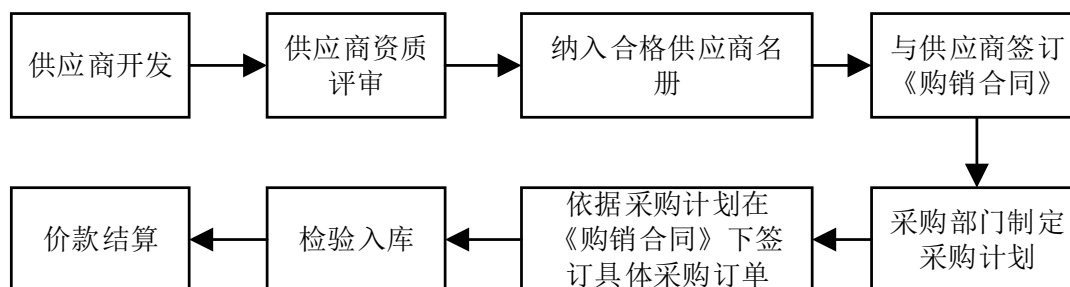 供应商开发
供应商资质
评审
纳入合格供应商名
册
与供应商签订
《购销合同》
采购部门制定
采购计划
依据采购计划在
《购销合同》下签
订具体采购订单
检验入库
价款结算